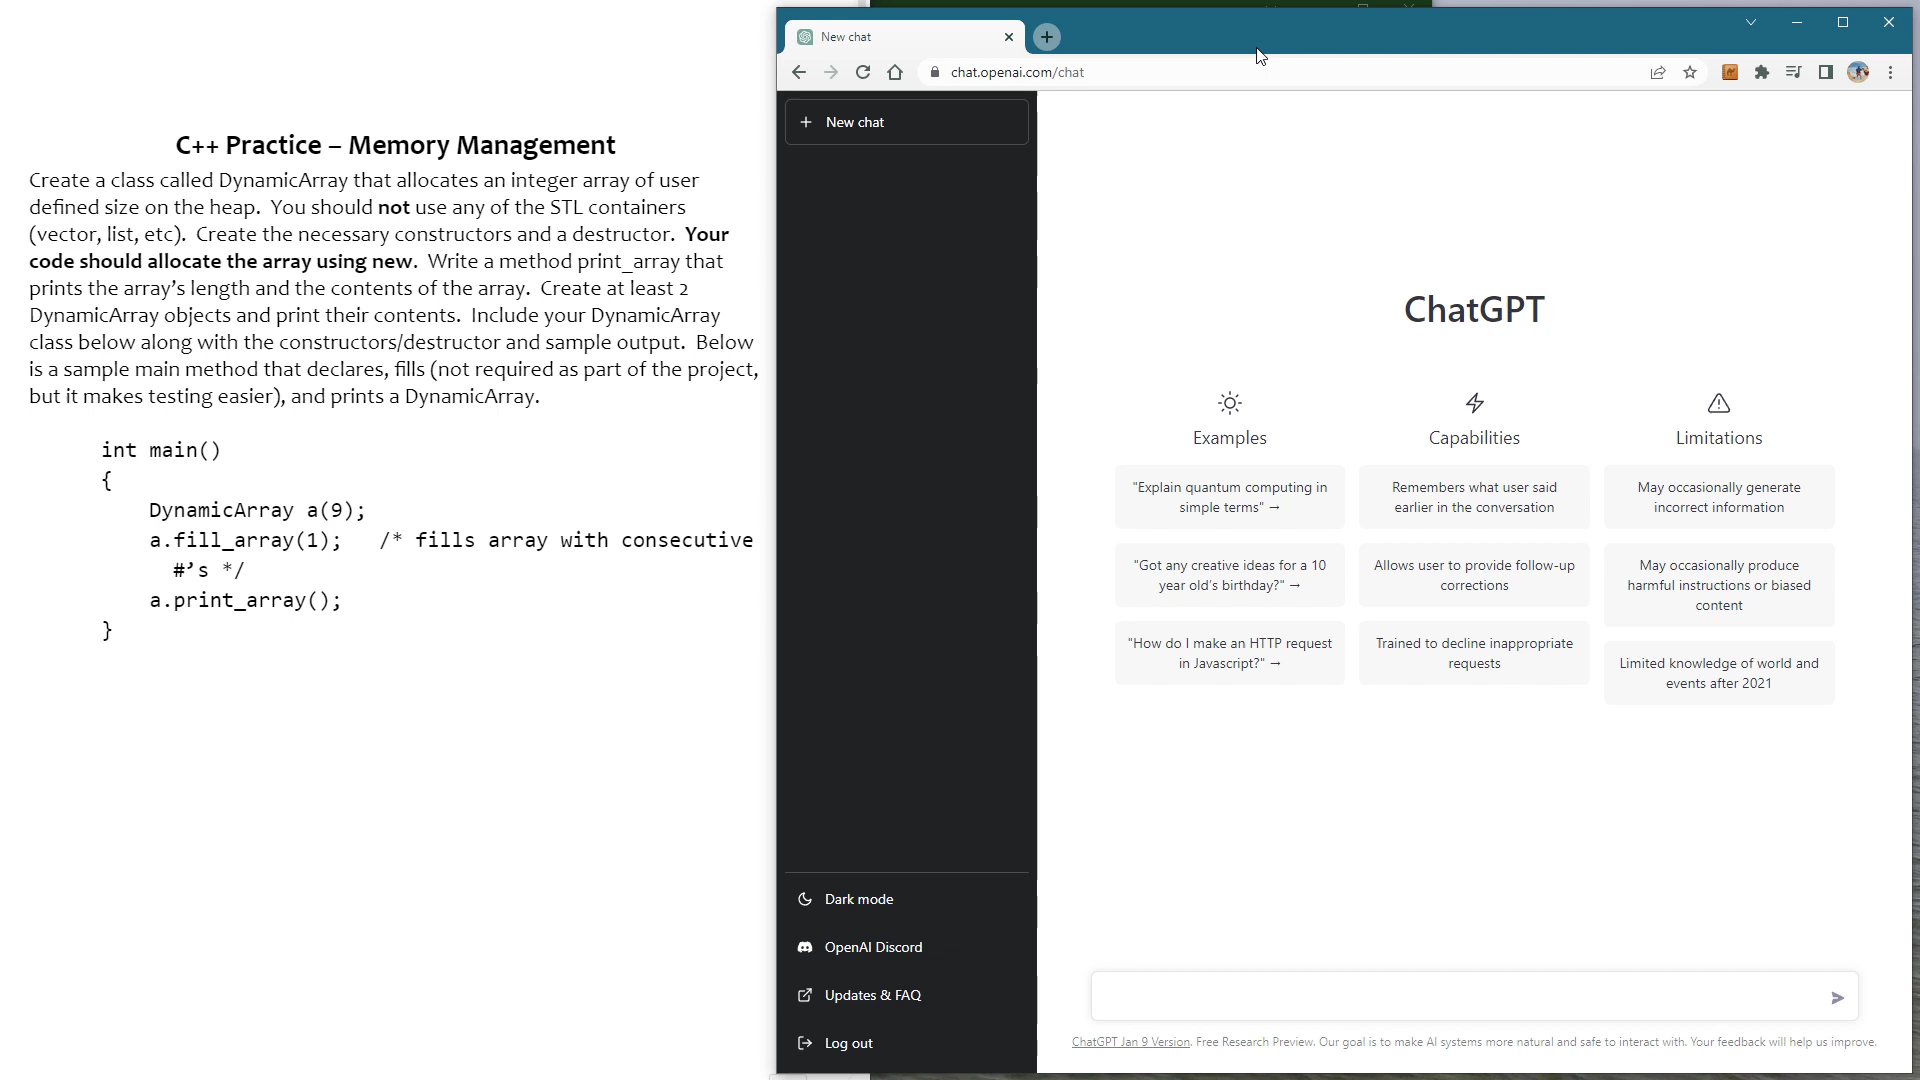 C++ Practice – Memory Management
Create a class called DynamicArray that allocates an integer array of user
defined size on the heap.  You should not use any of the STL containers
(vector, list, etc).  Create the necessary constructors and a destructor.  Your
code should allocate the array using new.  Write a method print_array that
prints the array’s length and the contents of the array.  Create at least 2
DynamicArray objects and print their contents.  Include your DynamicArray
class below along with the constructors/destructor and sample output.  Below
is a sample main method that declares, fills (not required as part of the project,
but it makes testing easier), and prints a DynamicArray.
int main()
{
DynamicArray a(9);
a.fill_array(1);   /* fills array with consecutive
#’s */
a.print_array();
}
New chat
chat.openai.com/chat
New chat
Dark mode
OpenAI Discord
Updates & FAQ
Log out
ChatGPT
Examples
"Explain quantum computing in
simple terms" →
"Got any creative ideas for a 10
year old's birthday?" →
"How do I make an HTTP request
in Javascript?" →
Capabilities
Remembers what user said
earlier in the conversation
Allows user to provide follow-up
corrections
Trained to decline inappropriate
requests
Limitations
May occasionally generate
incorrect information
May occasionally produce
harmful instructions or biased
content
Limited knowledge of world and
events after 2021
ChatGPT Jan 9 Version. Free Research Preview. Our goal is to make AI systems more natural and safe to interact with. Your feedback will help us improve.